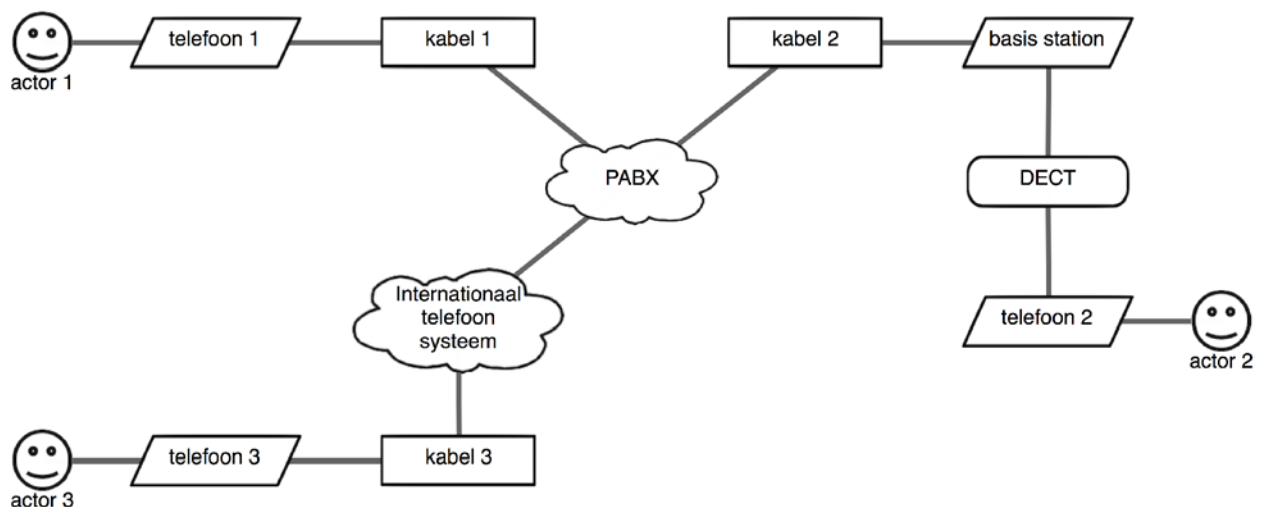 telefoon 1
kabel 1
kabel 2
basis station
actor 1
PABX
DECT
Internationaal
telefoon
systeem
telefoon 2
actor 2
telefoon 3
kabel 3
actor 3